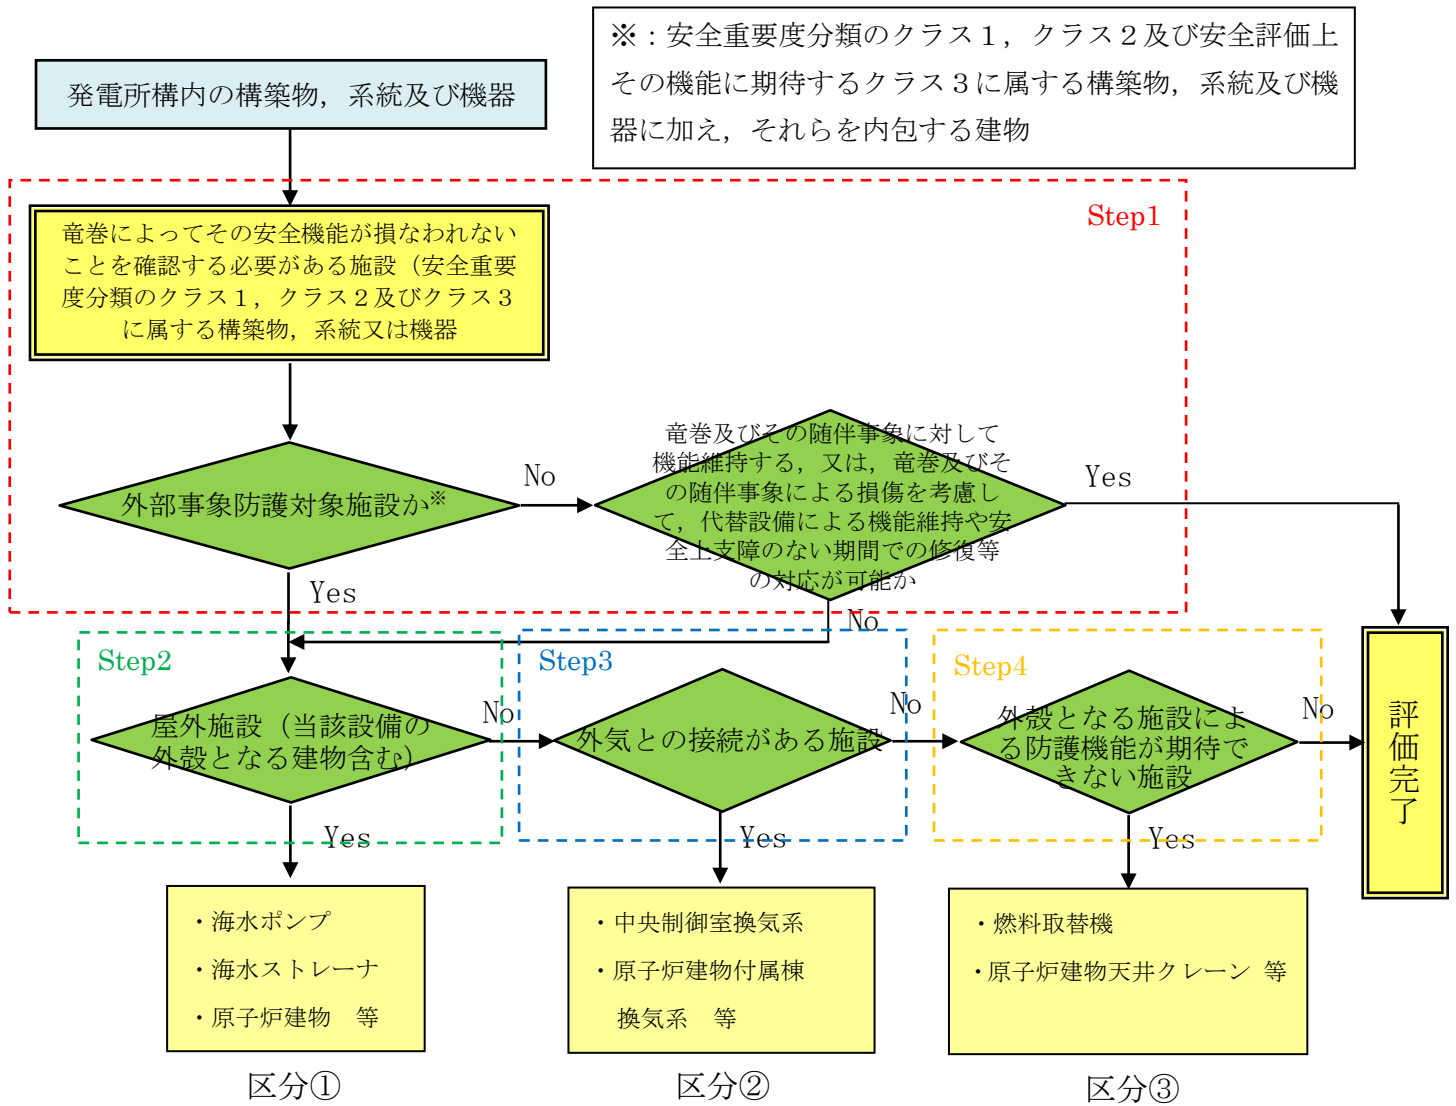 ※：安全重要度分類のクラス１，クラス２及び安全評価上
その機能に期待するクラス３に属する構築物，系統及び機
器に加え，それらを内包する建物
発電所構内の構築物，系統及び機器
Step1
竜巻によってその安全機能が損なわれない
ことを確認する必要がある施設（安全重要
度分類のクラス１，クラス２及びクラス３
に属する構築物，系統又は機器
外部事象防護対象施設か※
No
竜巻及びその随伴事象に対して
機能維持する，又は，竜巻及びそ
の随伴事象による損傷を考慮し
て，代替設備による機能維持や安
全上支障のない期間での修復等
の対応が可能か
Yes
Yes
No
Step2
屋外施設（当該設備の
外殻となる建物含む）
No
Yes
Step3
外気との接続がある施設
No
Yes
Step4
外殻となる施設によ
る防護機能が期待で
きない施設
No
Yes
評価完了
・海水ポンプ
・海水ストレーナ
・原子炉建物　等
・中央制御室換気系
・原子炉建物付属棟
換気系　等
・燃料取替機
・原子炉建物天井クレーン 等
区分①
区分②
区分③